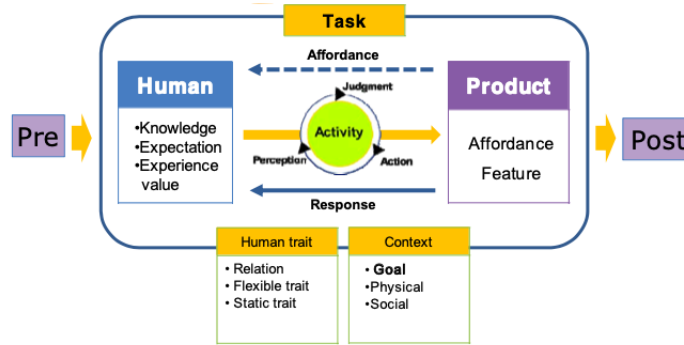 Task
Affordance
Human
Product
Judgment
Pre
•Knowledge
•Expectation
•Experience
value
Activity
Affordance
Feature
Post
Perception
Action
Response
Human trait
• Relation
• Flexible trait
• Static trait
Context
• Goal
•Physical
•Social